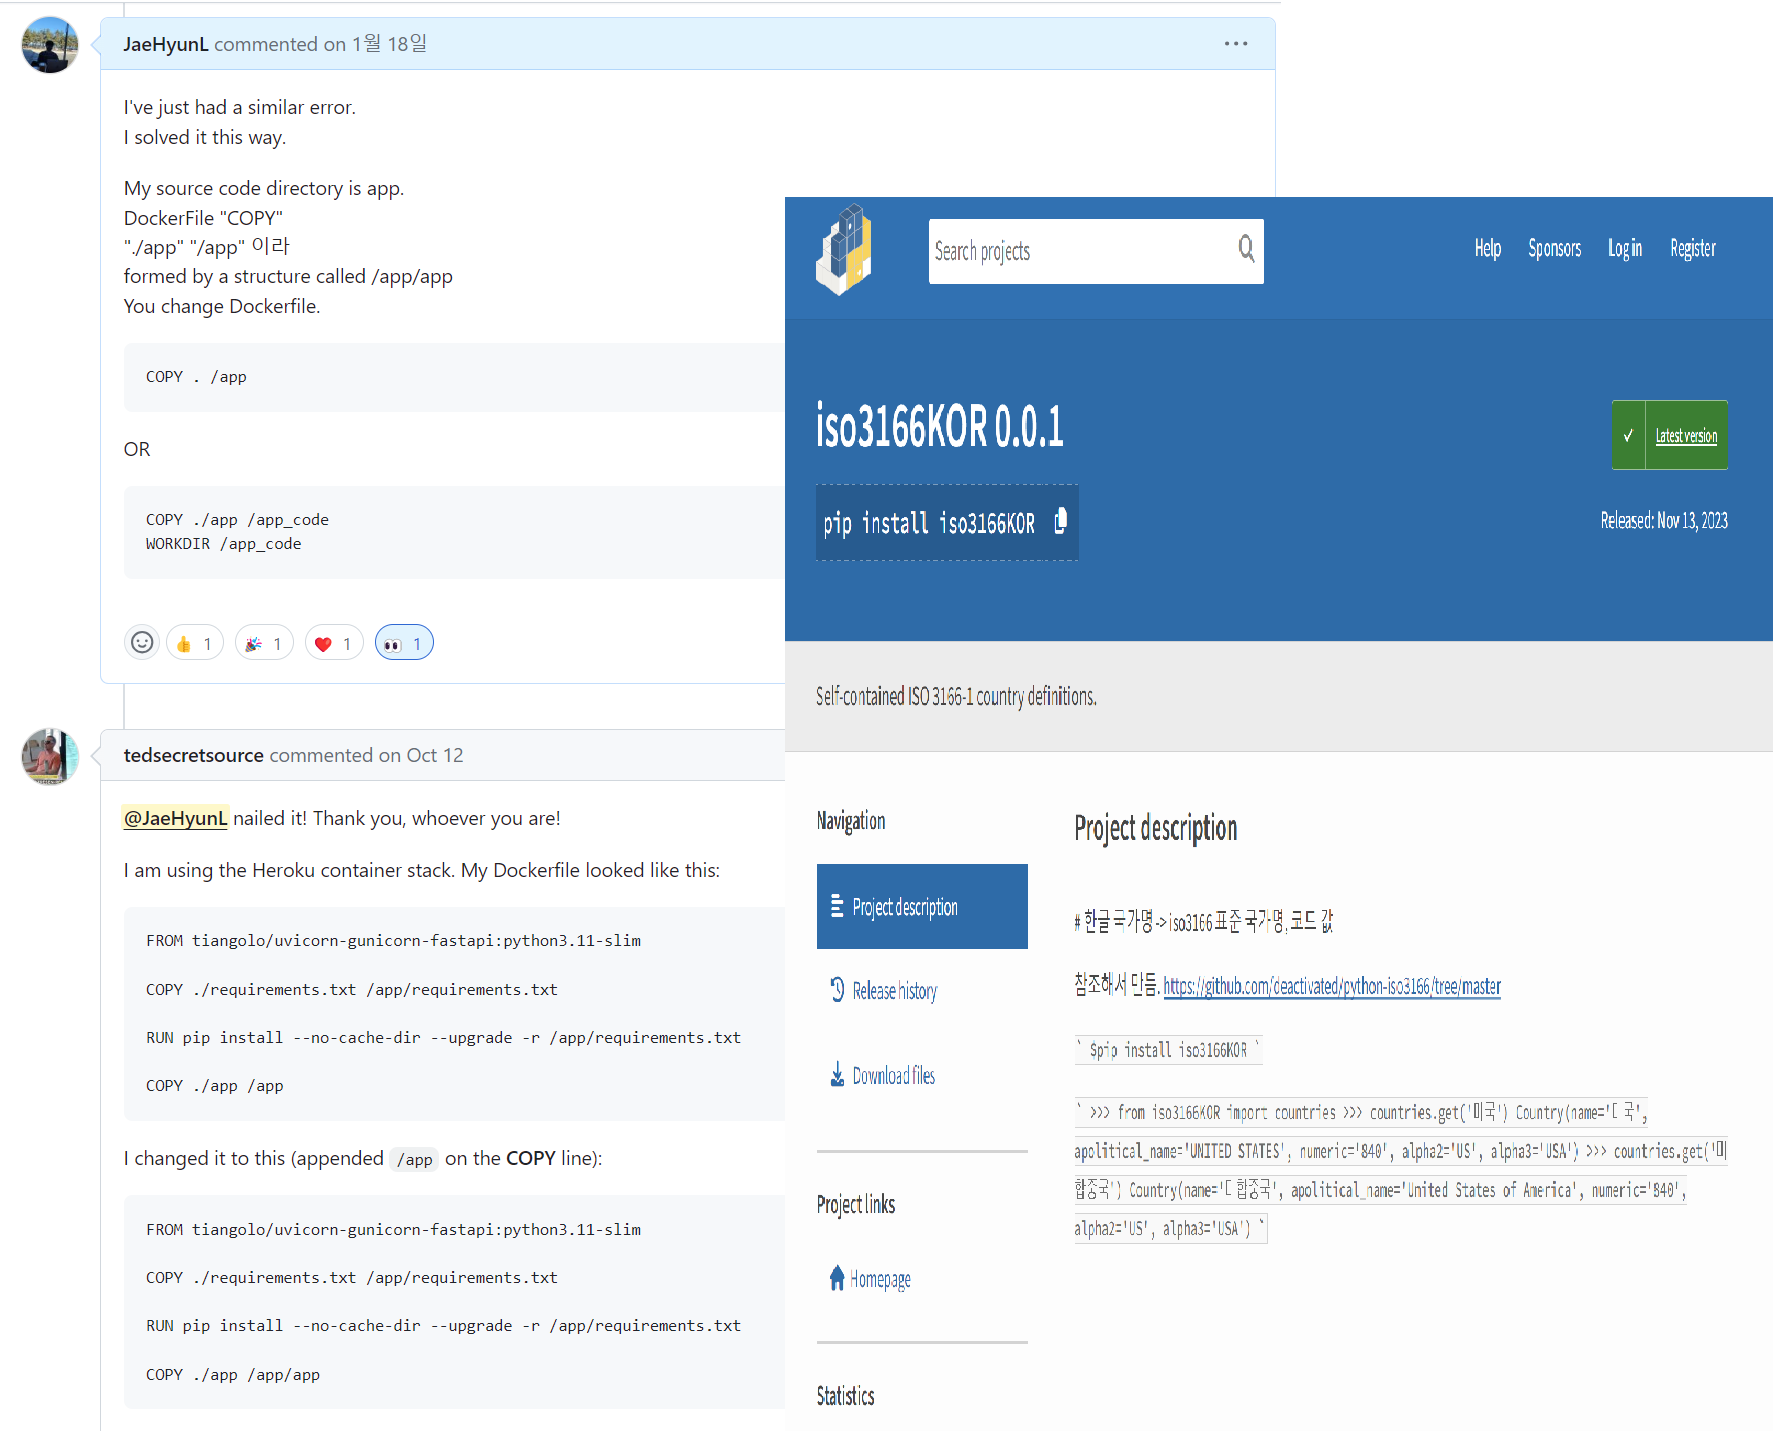 JaeHyunL commented on 1월 18일
I've just had a similar error.
I solved it this way.
My source code directory is app.
DockerFile "COPY"
"./app" "/app" 이라
formed by a structure called /app/app
You change Dockerfile.
COPY . /app
OR
COPY ./app /app_code
WORKDIR /app_code
1 1 1 1
tedsecretsource commented on Oct 12
@JaeHyunL nailed it! Thank you, whoever you are!
I am using the Heroku container stack. My Dockerfile looked like this:
FROM tiangolo/uvicorn-gunicorn-fastapi:python3.11-slim
COPY ./requirements.txt /app/requirements.txt
RUN pip install --no-cache-dir --upgrade -r /app/requirements.txt
COPY ./app /app
I changed it to this (appended /app on the COPY line):
FROM tiangolo/uvicorn-gunicorn-fastapi:python3.11-slim
COPY ./requirements.txt /app/requirements.txt
RUN pip install --no-cache-dir --upgrade -r /app/requirements.txt
COPY ./app /app/app
Search projects
Help Sponsors Log in Register
iso3166KOR 0.0.1
pip install iso3166KOR
Latest version
Released: Nov 13, 2023
Self-contained ISO 3166-1 country definitions.
Navigation
Project description
Release history
Download files
Project links
Homepage
Statistics
Project description
# 한글 국가명 -> iso3166 표준 국가명, 코드 값
참조해서 만듬. https://github.com/deactivated/python-iso3166/tree/master
` $pip install iso3166KOR `
` >>> from iso3166KOR import countries >>> countries.get('미국') Country(name='미국',
apolitical_name='UNITED STATES', numeric='840', alpha2='US', alpha3='USA') >>> countries.get('미
합중국') Country(name='미합중국', apolitical_name='United States of America', numeric='840',
alpha2='US', alpha3='USA') `